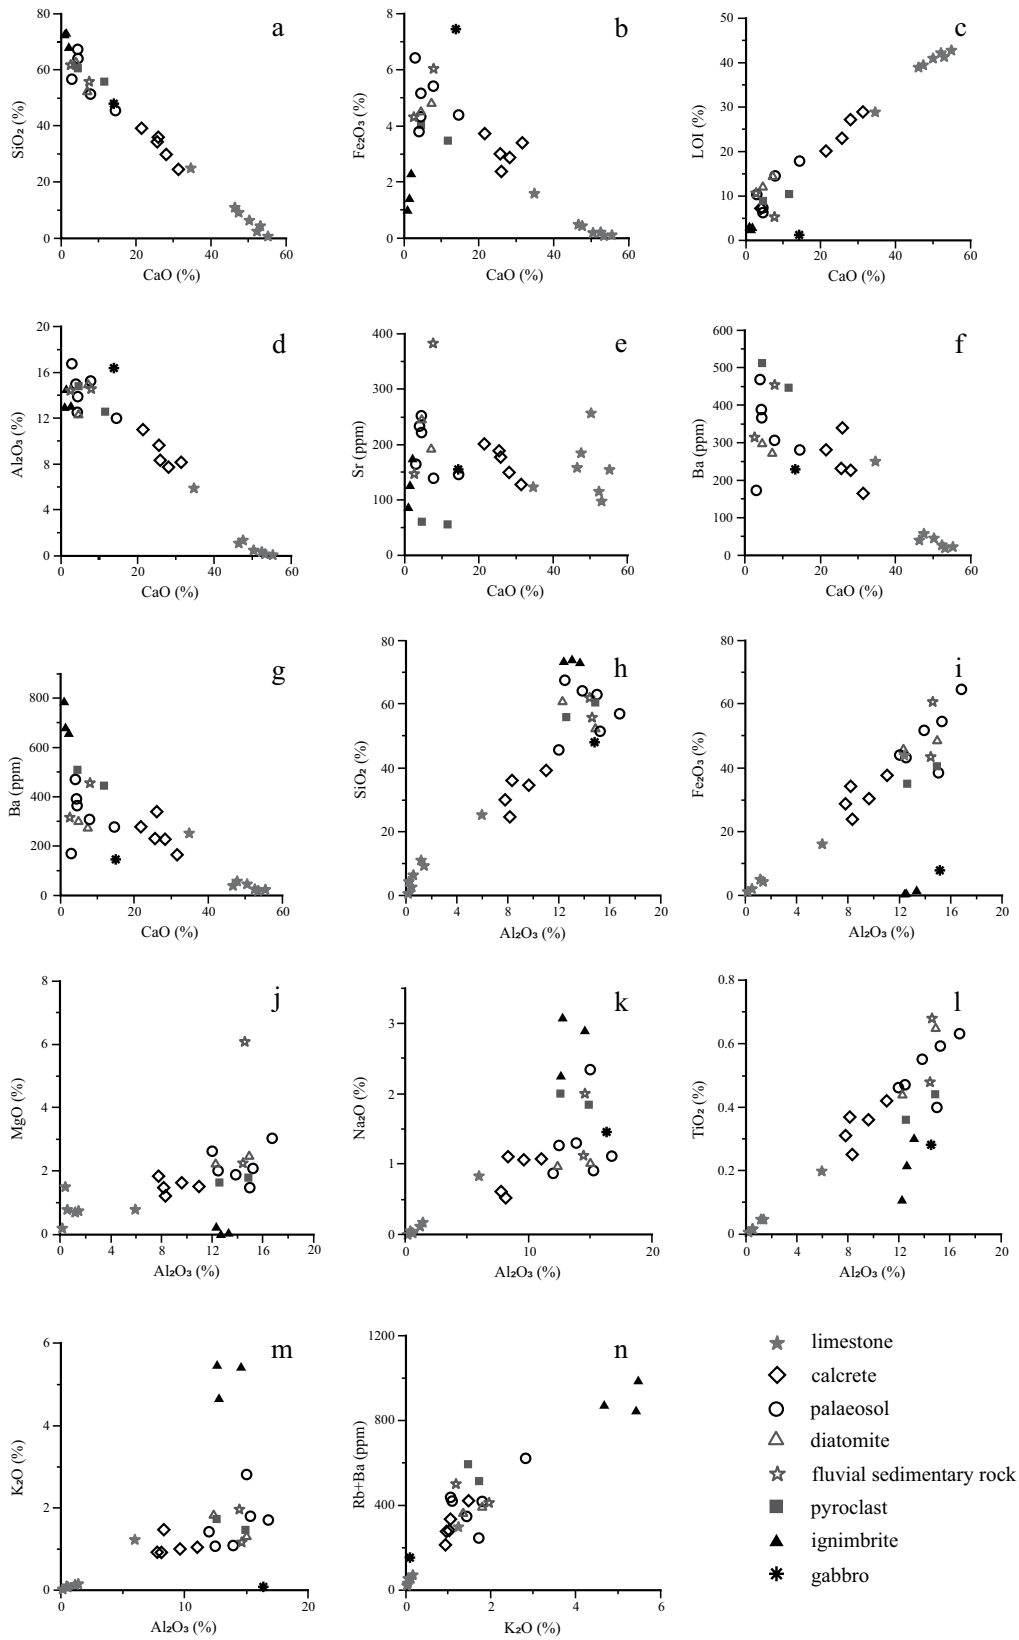 a
SiO₂ (%)
80
60
40
20
0
0 20 40 60
CaO (%)
b
Fe₂O₃ (%)
8
6
4
2
0
0 20 40 60
CaO (%)
c
LOI (%)
50
40
30
20
10
0
0 20 40 60
CaO (%)
d
Al₂O₃ (%)
20
16
12
8
4
0
0 20 40 60
CaO (%)
e
Sr (ppm)
400
300
200
100
0
0 20 40 60
CaO (%)
f
Ba (ppm)
600
500
400
300
200
100
0
0 20 40 60
CaO (%)
g
Ba (ppm)
800
600
400
200
0
0 20 40 60
CaO (%)
h
SiO₂ (%)
80
60
40
20
0
0 4 8 12 16 20
Al₂O₃ (%)
i
Fe₂O₃ (%)
80
60
40
20
0
0 4 8 12 16 20
Al₂O₃ (%)
j
MgO (%)
8
6
4
2
0
0 4 8 12 16 20
Al₂O₃ (%)
k
Na₂O (%)
3
2
1
0
0 10 20
Al₂O₃ (%)
l
TiO₂ (%)
0.8
0.6
0.4
0.2
0
0 4 8 12 16 20
Al₂O₃ (%)
m
K₂O (%)
6
4
2
0
0 10 20
Al₂O₃ (%)
n
Rb+Ba (ppm)
1200
800
400
0
0 2 4 6
K₂O (%)
limestone
calcrete
palaeosol
diatomite
fluvial sedimentary rock
pyroclast
ignimbrite
gabbro